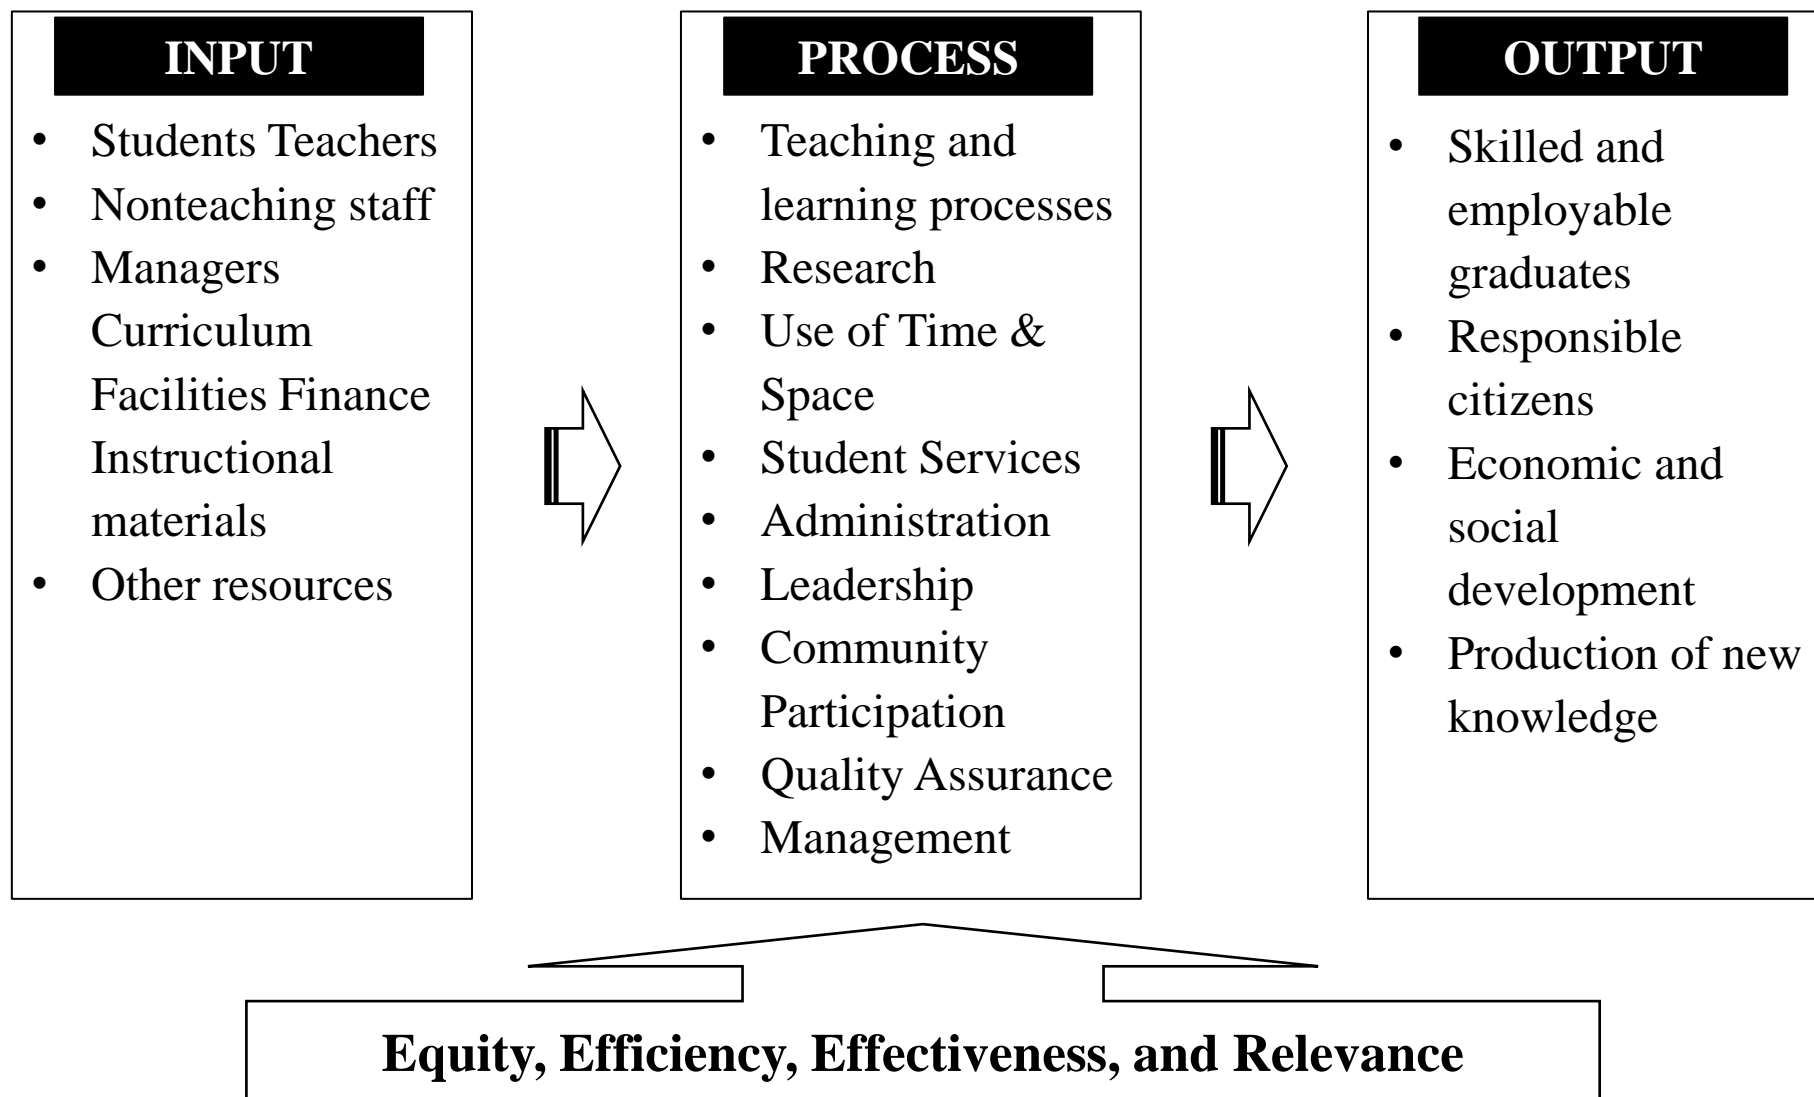 INPUT
• Students Teachers
• Nonteaching staff
• Managers
Curriculum
Facilities Finance
Instructional
materials
• Other resources
PROCESS
• Teaching and
learning processes
• Research
• Use of Time &
Space
• Student Services
• Administration
• Leadership
• Community
Participation
• Quality Assurance
• Management
OUTPUT
• Skilled and
employable
graduates
• Responsible
citizens
• Economic and
social
development
• Production of new
knowledge
Equity, Efficiency, Effectiveness, and Relevance